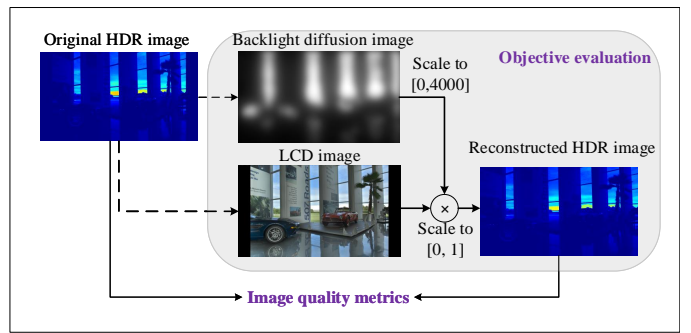 Original HDR image
Backlight diffusion image
Scale to
[0,4000]
Objective evaluation
LCD image
Reconstructed HDR image
×
Scale to
[0, 1]
Image quality metrics